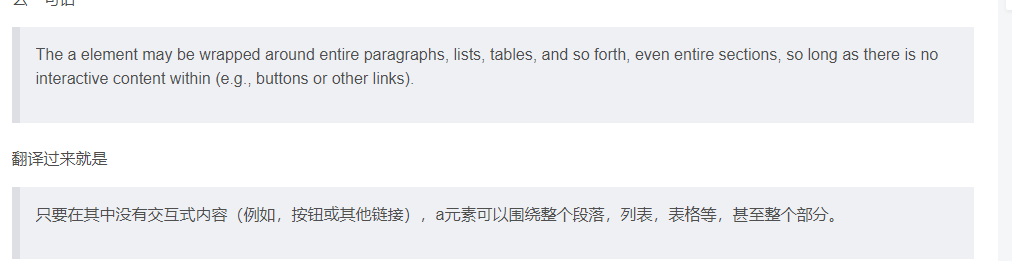 The a element may be wrapped around entire paragraphs, lists, tables, and so forth, even entire sections, so long as there is no
interactive content within (e.g., buttons or other links).
翻译过来就是
只要在其中没有交互式内容（例如，按钮或其他链接），a元素可以围绕整个段落，列表，表格等，甚至整个部分。